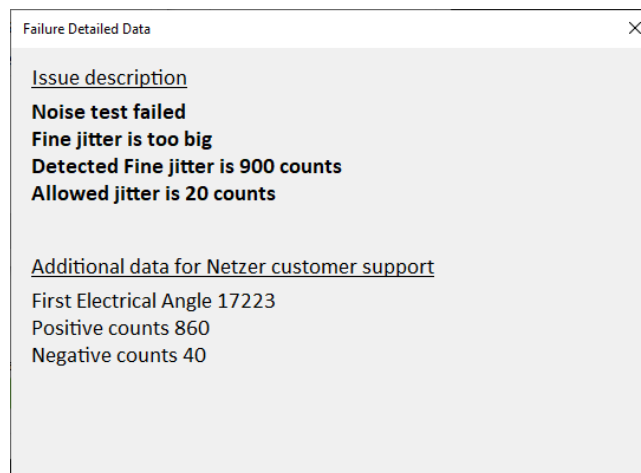 Failure Detailed Data
Issue description
Noise test failed
Fine jitter is too big
Detected Fine jitter is 900 counts
Allowed jitter is 20 counts
Additional data for Netzer customer support
First Electrical Angle 17223
Positive counts 860
Negative counts 40